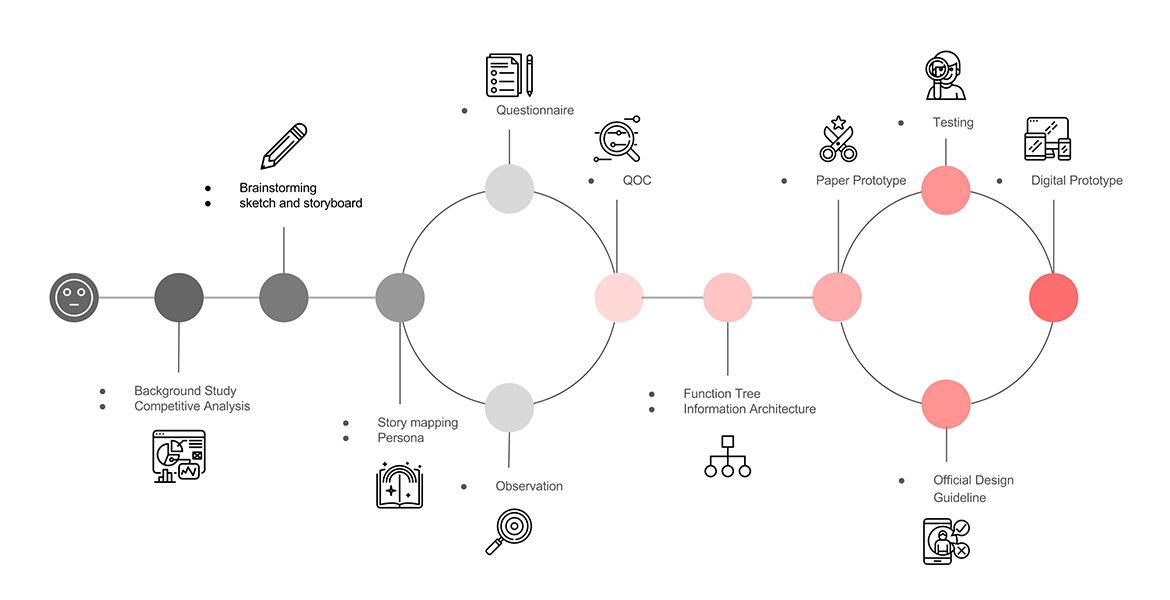 • Questionnaire
• Testing
• QOC
• Paper Prototype
• Digital Prototype
• Brainstorming
• sketch and storyboard
• Background Study
• Competitive Analysis
• Story mapping
• Persona
• Function Tree
• Information Architecture
• Observation
• Official Design
Guideline